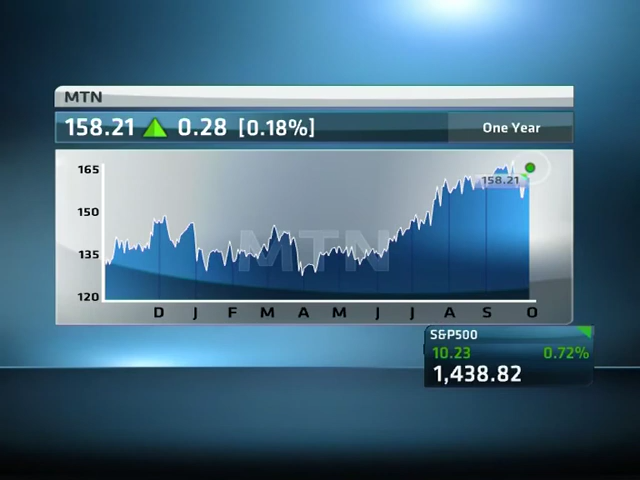 MTN
158.21 0.28 [0.18%]
One Year
165
150
135
120
158.21
MTN
D J F M A M J J A S O
S&P500
10.23 0.72%
1,438.82